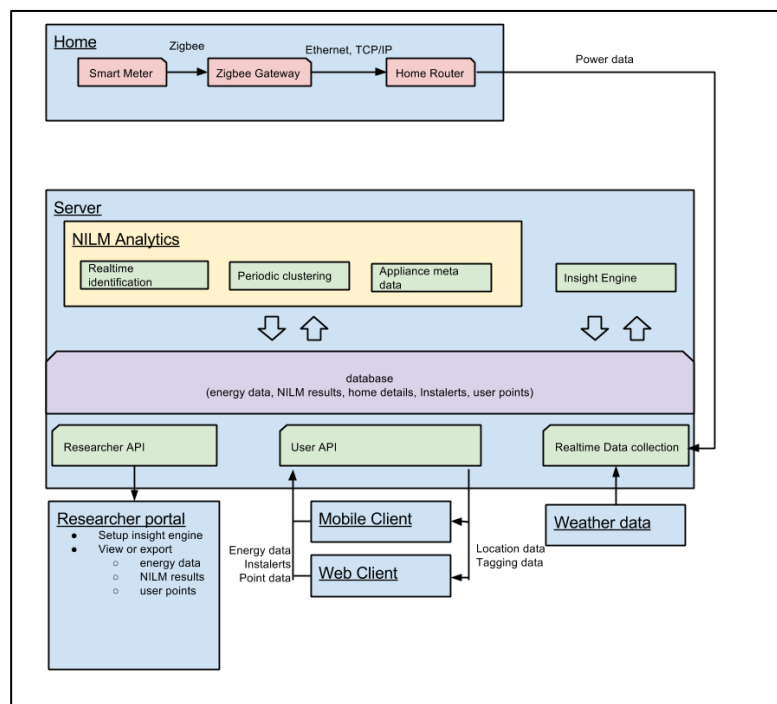 Home
Zigbee
Ethernet, TCP/IP
Smart Meter
Zigbee Gateway
Home Router
Power data
Server
NILM Analytics
Realtime
identification
Periodic clustering
Appliance meta
data
Insight Engine
database
(energy data, NILM results, home details, Instalerts, user points)
Researcher API
User API
Realtime Data collection
Researcher portal
● Setup insight engine
● View or export
○ energy data
○ NILM results
○ user points
Energy data
Instalerts
Point data
Mobile Client
Web Client
Location data
Tagging data
Weather data